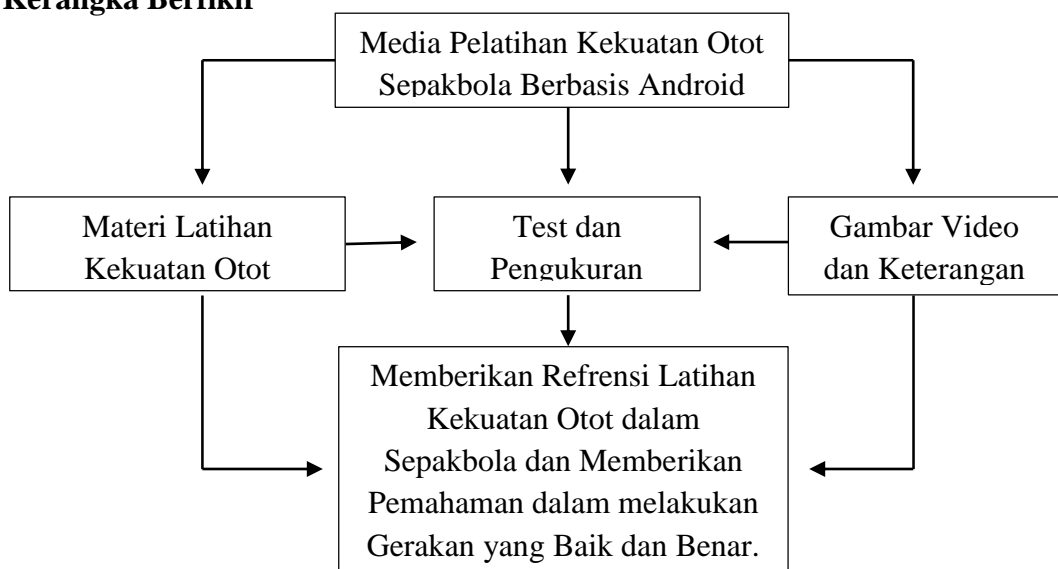 Kerangka Berfikir
Media Pelatihan Kekuatan Otot
Sepakbola Berbasis Android
Materi Latihan
Kekuatan Otot
Test dan
Pengukuran
Gambar Video
dan Keterangan
Memberikan Refrensi Latihan
Kekuatan Otot dalam
Sepakbola dan Memberikan
Pemahaman dalam melakukan
Gerakan yang Baik dan Benar.